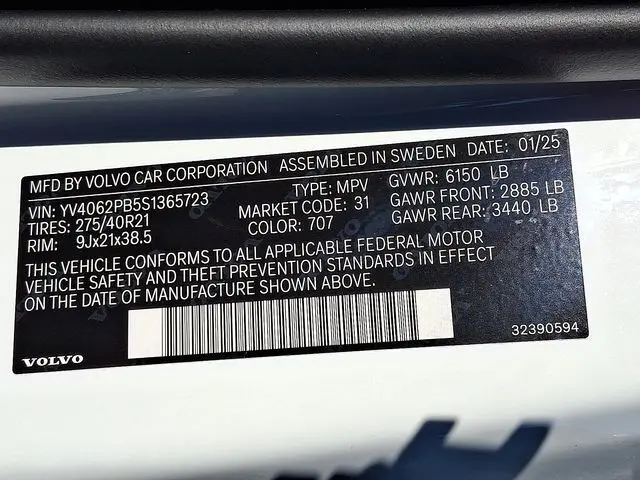 MFD BY VOLVO CAR CORPORATION ASSEMBLED IN SWEDEN DATE: 01/25
VIN: YV4062PB5S1365723 TYPE: MPV GVWR: 6150 LB
TIRES: 275/40R21 MARKET CODE: 31 GAWR FRONT: 2885 LB
RIM: 9Jx21x38.5 COLOR: 707 GAWR REAR: 3440 LB
THIS VEHICLE CONFORMS TO ALL APPLICABLE FEDERAL MOTOR
VEHICLE SAFETY AND THEFT PREVENTION STANDARDS IN EFFECT
ON THE DATE OF MANUFACTURE SHOWN ABOVE.
VOLVO 32390594